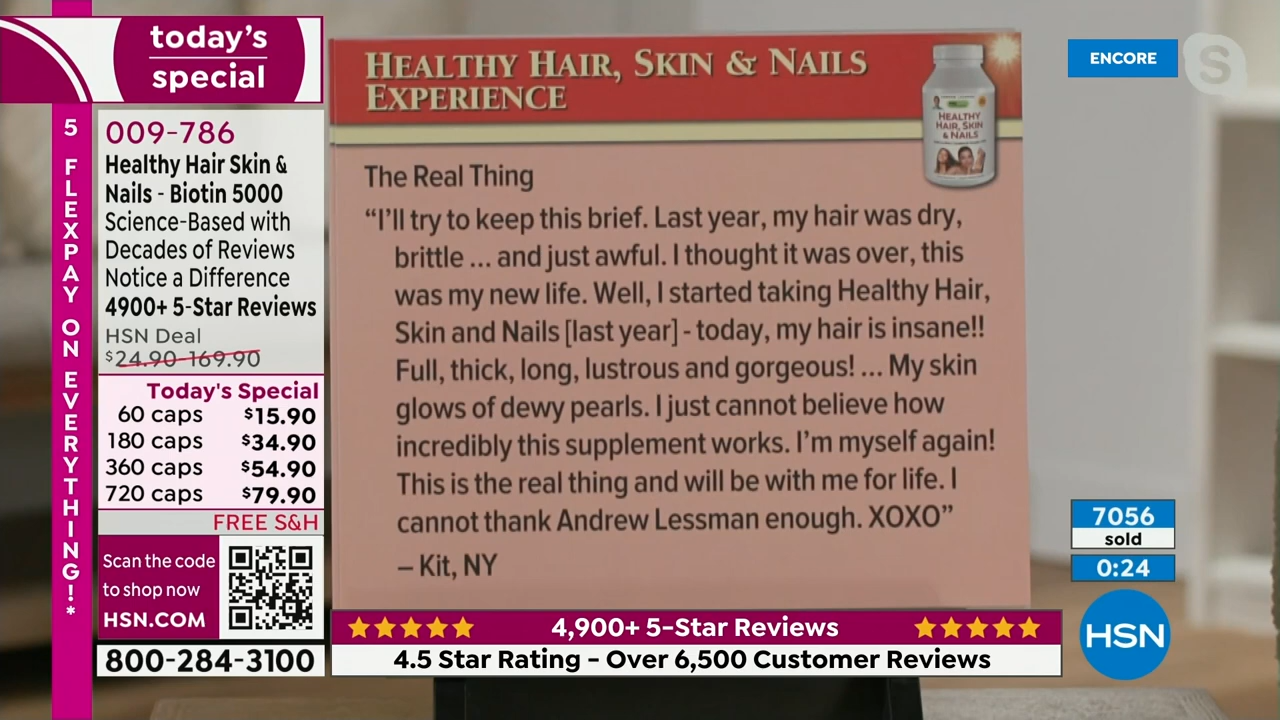 today's
special
5 FLEXPAY ON EVERYTHING!*
009-786
Healthy Hair Skin &
Nails - Biotin 5000
Science-Based with
Decades of Reviews
Notice a Difference
4900+ 5-Star Reviews
HSN Deal
$24.90-169.90
Today's Special
60 caps $15.90
180 caps $34.90
360 caps $54.90
720 caps $79.90
FREE S&H
Scan the code
to shop now
HSN.COM
800-284-3100
HEALTHY HAIR, SKIN & NAILS
EXPERIENCE
HEALTHY
HAIR, SKIN
& NAILS
The Real Thing
“I’ll try to keep this brief. Last year, my hair was dry,
brittle ... and just awful. I thought it was over, this
was my new life. Well, I started taking Healthy Hair,
Skin and Nails [last year] - today, my hair is insane!!
Full, thick, long, lustrous and gorgeous! ... My skin
glows of dewy pearls. I just cannot believe how
incredibly this supplement works. I’m myself again!
This is the real thing and will be with me for life. I
cannot thank Andrew Lessman enough. XOXO”
– Kit, NY
4,900+ 5-Star Reviews
4.5 Star Rating – Over 6,500 Customer Reviews
ENCORE
S
7056
sold
0:24
HSN